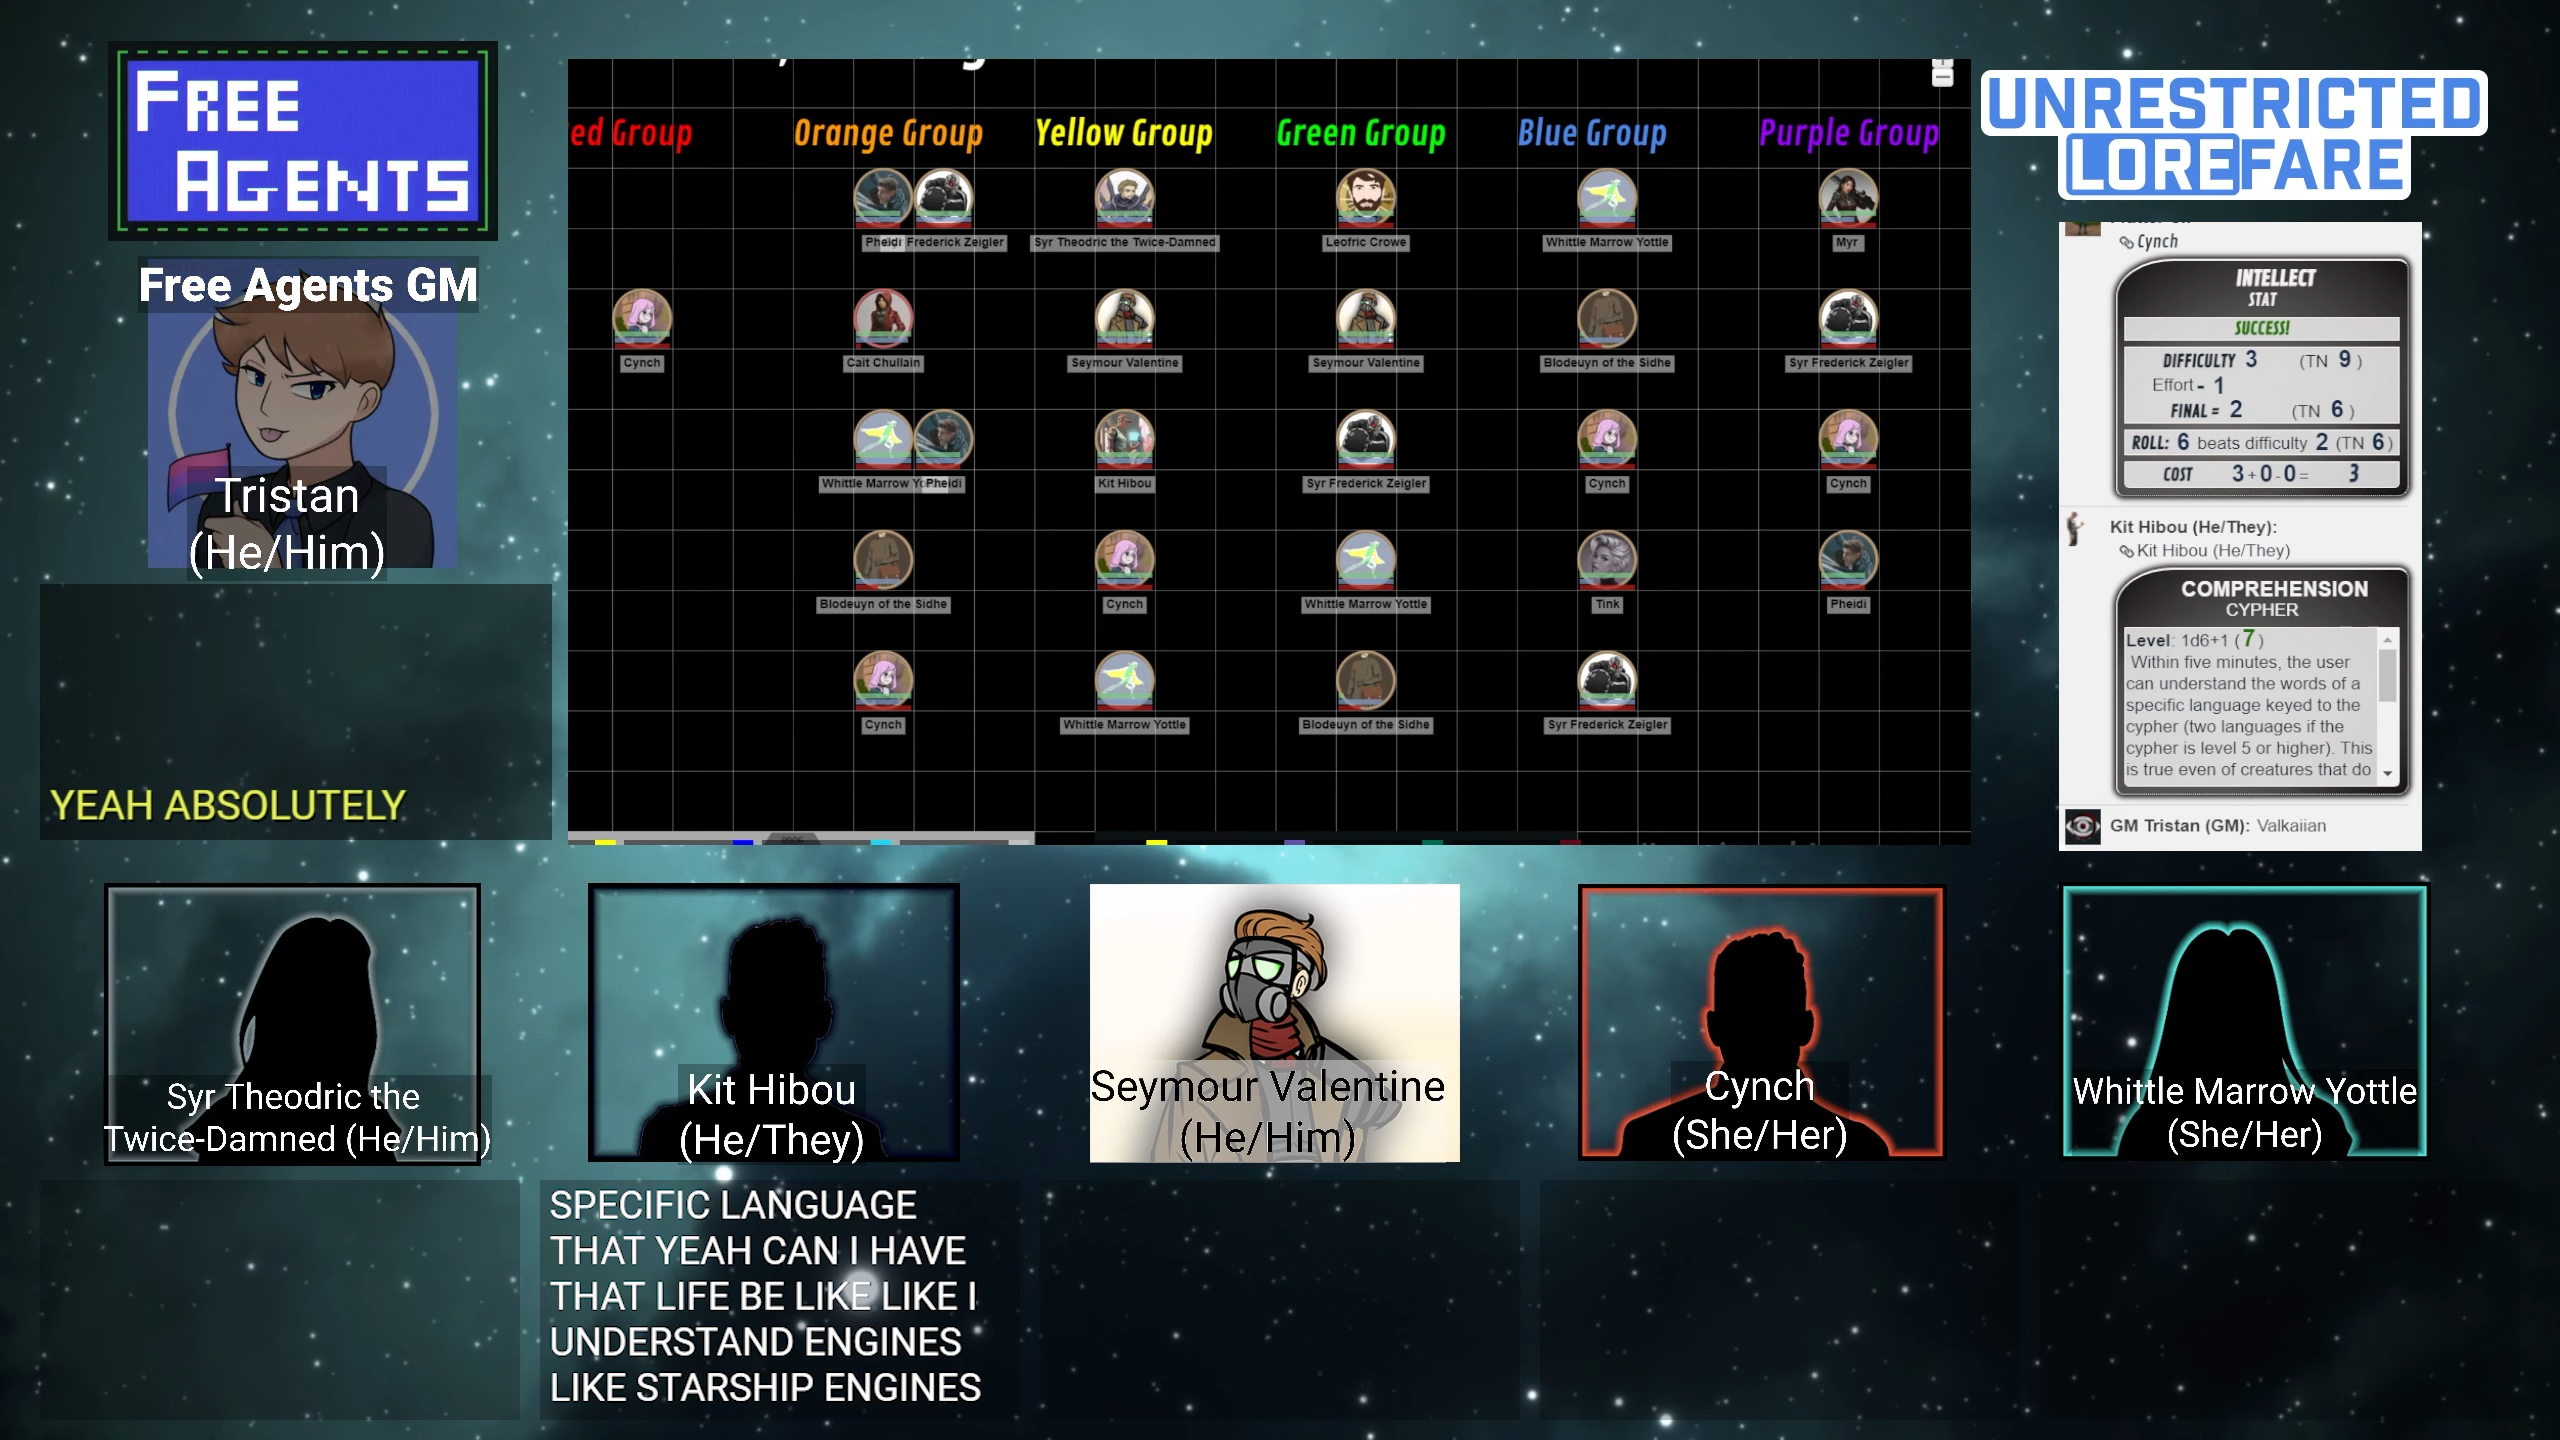 FREE
AGENTS
Free Agents GM
Tristan
(He/Him)
YEAH ABSOLUTELY
ed Group
Orange Group
Yellow Group
Green Group
Blue Group
Purple Group
Pheidi Frederick Zeigler
Syr Theodric the Twice-Damned
Leofric Crowe
Whittle Marrow Yottle
Myr
Cynch
Cait Chullain
Seymour Valentine
Seymour Valentine
Blodeuyn of the Sidhe
Syr Frederick Zeigler
Whittle Marrow Yo Pheidi
Kit Hibou
Syr Frederick Zeigler
Cynch
Cynch
Blodeuyn of the Sidhe
Cynch
Whittle Marrow Yottle
Tink
Pheidi
Cynch
Whittle Marrow Yottle
Blodeuyn of the Sidhe
Syr Frederick Zeigler
UNRESTRICTED
LOREFARE
Cynch
INTELLECT
STAT
SUCCESS!
DIFFICULTY 3 (TN 9 )
Effort - 1
FINAL = 2 (TN 6 )
ROLL: 6 beats difficulty 2 (TN 6 )
COST 3+0-0= 3
Kit Hibou (He/They):
Kit Hibou (He/They)
COMPREHENSION
CYPHER
Level: 1d6+1 ( 7 )
Within five minutes, the user
can understand the words of a
specific language keyed to the
cypher (two languages if the
cypher is level 5 or higher). This
is true even of creatures that do
GM Tristan (GM): Valkaiian
Syr Theodric the
Twice-Damned (He/Him)
Kit Hibou
(He/They)
Seymour Valentine
(He/Him)
Cynch
(She/Her)
Whittle Marrow Yottle
(She/Her)
SPECIFIC LANGUAGE
THAT YEAH CAN I HAVE
THAT LIFE BE LIKE LIKE I
UNDERSTAND ENGINES
LIKE STARSHIP ENGINES